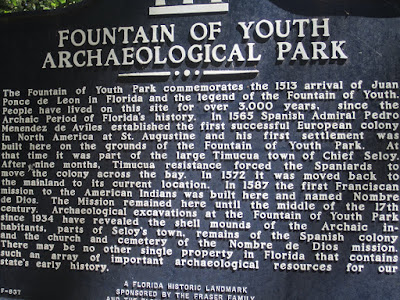 FOUNTAIN OF YOUTH
ARCHAEOLOGICAL PARK
The Fountain of Youth Park commemorates the 1513 arrival of Juan
Ponce de Leon in Florida and the legend of the Fountain of Youth.
People have lived on this site for over 3,000 years, since the
Archaic Period of Florida's history. In 1565 Spanish Admiral Pedro
Menendez de Aviles established the first successful European colony
in North America at St. Augustine and his first settlement was
built here on the grounds of the Fountain of Youth Park. At
that time it was part of the large Timucua town of Chief Seloy.
After nine months, Timucua resistance forced the Spaniards to
move the colony across the bay. In 1572 it was moved back to
the mainland to its current location. In 1587 the first Franciscan
mission to the American Indians was built here and named Nombre
de Dios. The Mission remained here until the middle of the 17th
century. Archaeological excavations at the Fountain of Youth Park
since 1934 have revealed the shell mounds of the Archaic in-
habitants, parts of Seloy's town, remains of the Spanish colony
and the church and cemetery of the Nombre de Dios mission.
There may be no other single property in Florida that contains
such an array of important archaeological resources for our
state's early history.
A FLORIDA HISTORIC LANDMARK
F-637
SPONSORED BY THE FRASER FAMILY
AND THE